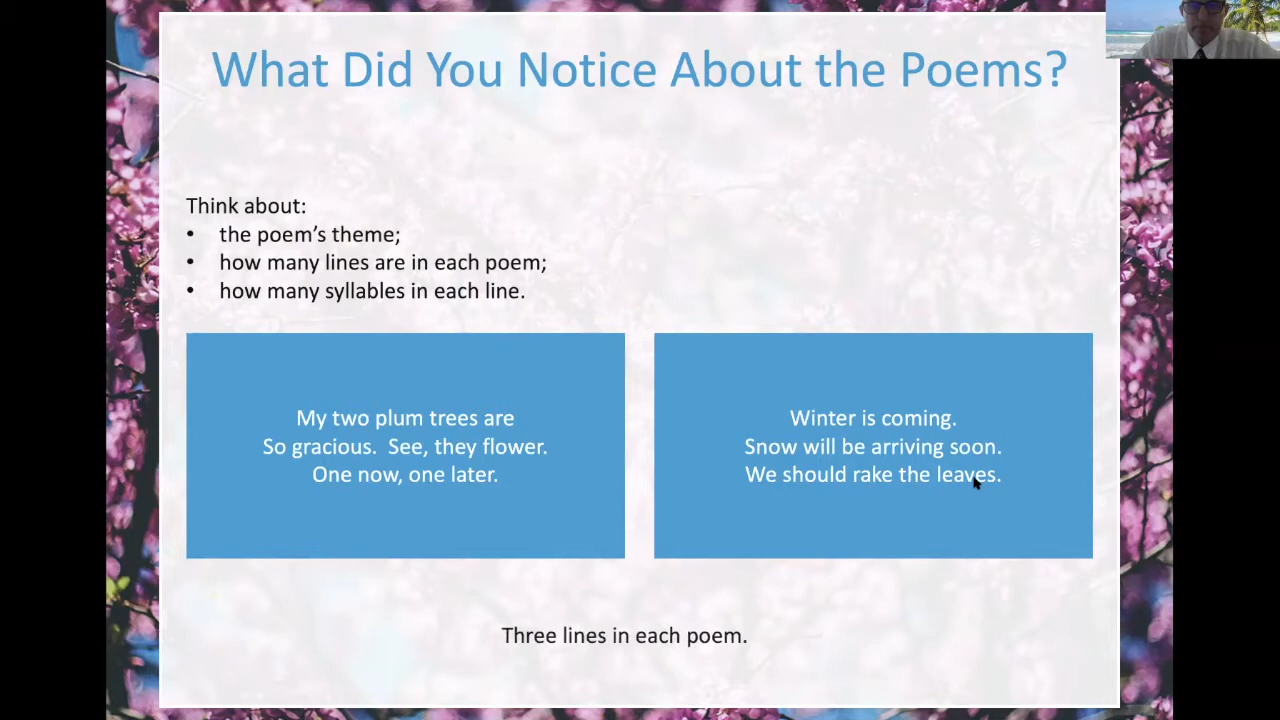 What Did You Notice About the Poems?
Think about:
• the poem's theme;
• how many lines are in each poem;
• how many syllables in each line.
My two plum trees are
So gracious.  See, they flower.
One now, one later.
Winter is coming.
Snow will be arriving soon.
We should rake the leaves.
Three lines in each poem.